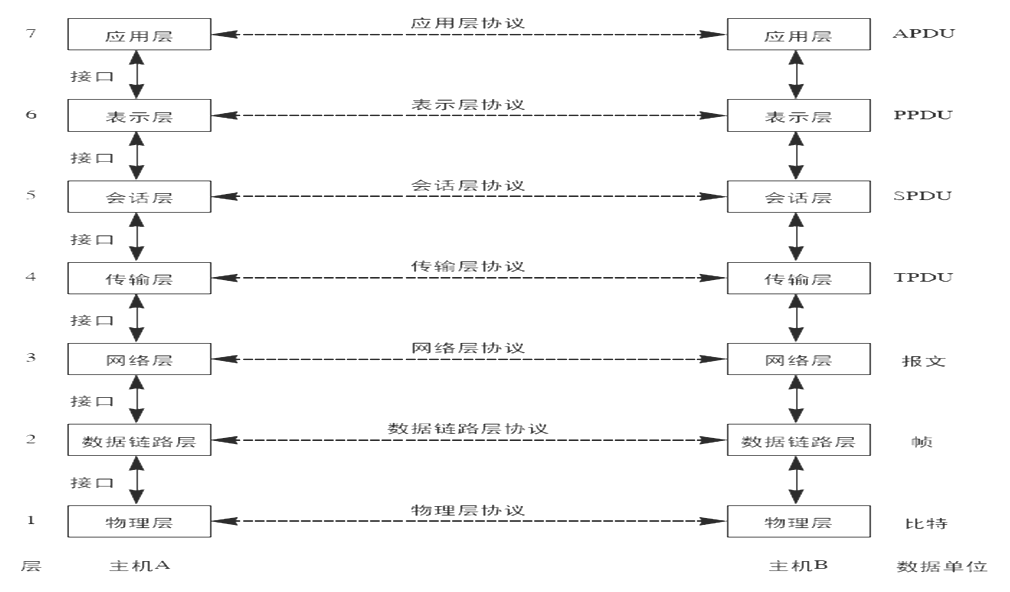 应用层协议
7 应用层 应用层 APDU
接口
表示层协议
6 表示层 表示层 PPDU
接口
会话层协议
5 会话层 会话层 SPDU
接口
传输层协议
4 传输层 传输层 TPDU
接口
网络层协议
3 网络层 网络层 报文
接口
数据链路层协议
2 数据链路层 数据链路层 帧
接口
物理层协议
1 物理层 物理层 比特
层 主机A 主机B 数据单位